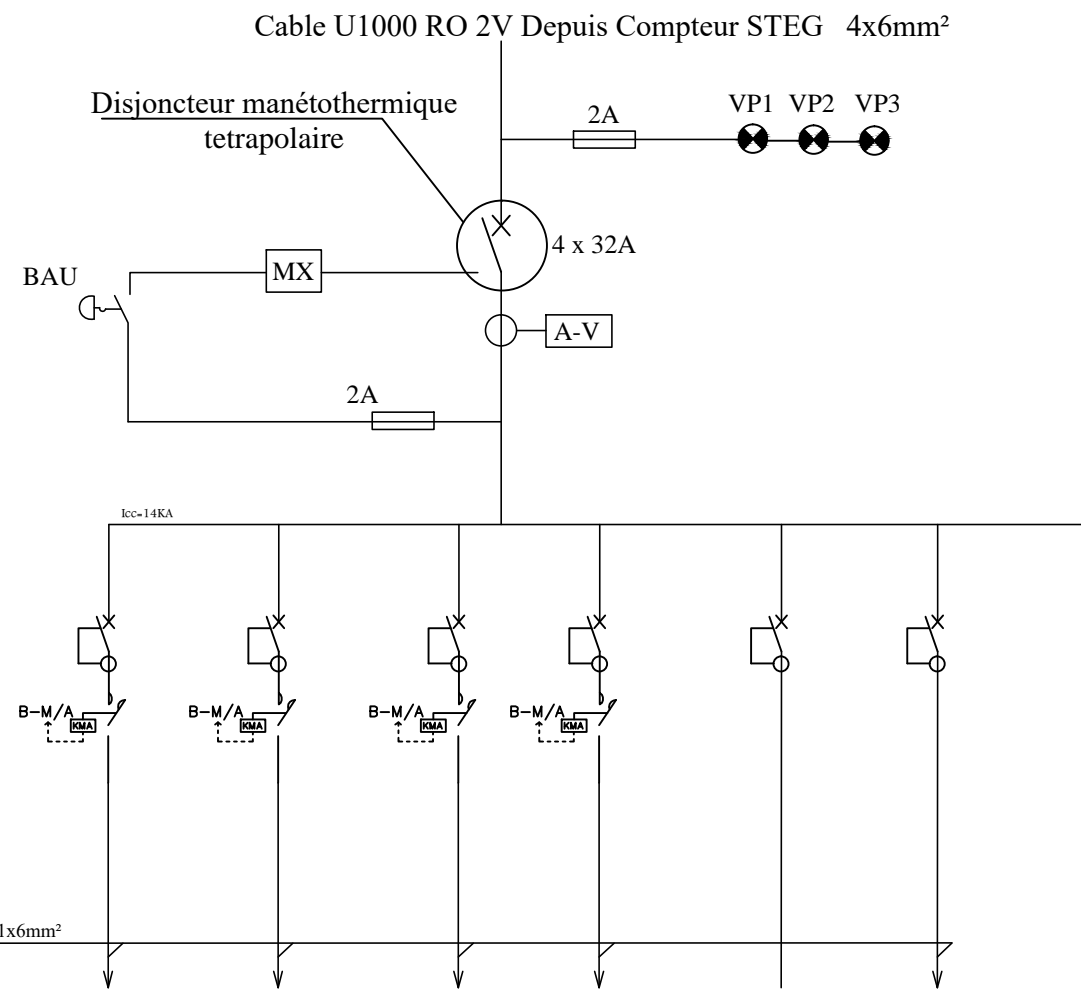 Cable U1000 RO 2V Depuis Compteur STEG 4x6mm²
Disjoncteur manétothermique
tetrapolaire
2A
VP1 VP2 VP3
4 x 32A
BAU
MX
A-V
2A
Icc=14KA
B-M/A KMA
B-M/A KMA
B-M/A KMA
B-M/A KMA
1x6mm²